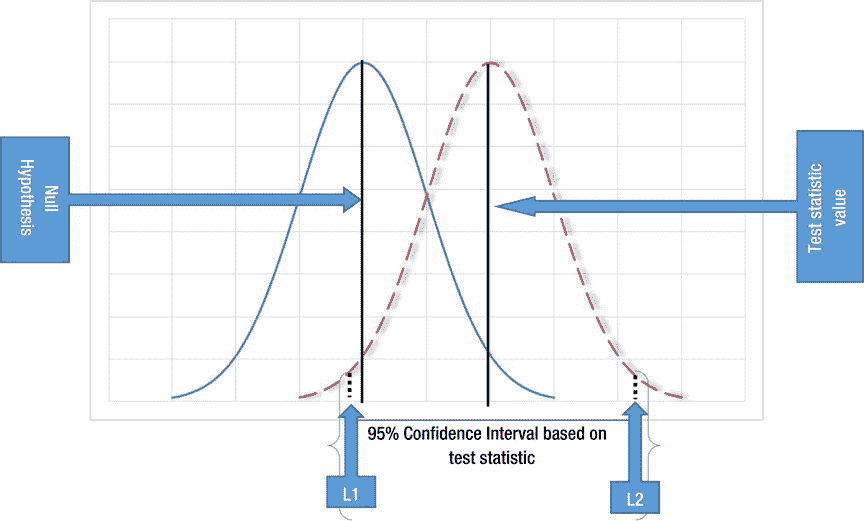 Null
Hypothesis
Test statistic
value
95% Confidence Interval based on
test statistic
L1
L2